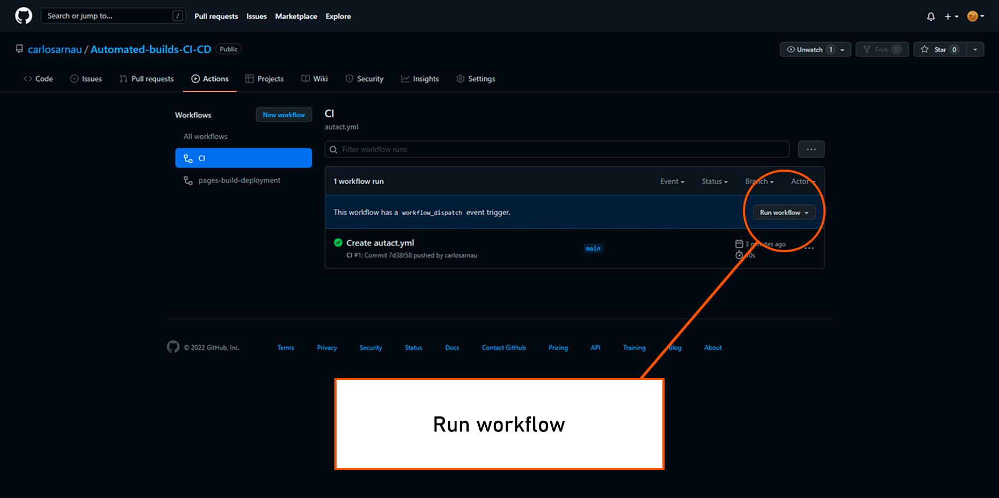 Search or jump to... /
Pull requests Issues Marketplace Explore
carlosarnau / Automated-builds-CI-CD Public
Unwatch 1 Fork 0 Star 0
Code Issues Pull requests Actions Projects Wiki Security Insights Settings
Workflows New workflow
All workflows
CI
pages-build-deployment
CI
autact.yml
Filter workflow runs
1 workflow run Event Status Branch Actor
This workflow has a workflow_dispatch event trigger. Run workflow
Create autact.yml
CI #1: Commit 7d38f58 pushed by carlosarnau
main
3 minutes ago
© 2022 GitHub, Inc. Terms Privacy Security Status Docs Contact GitHub Pricing API Training Blog About
Run workflow